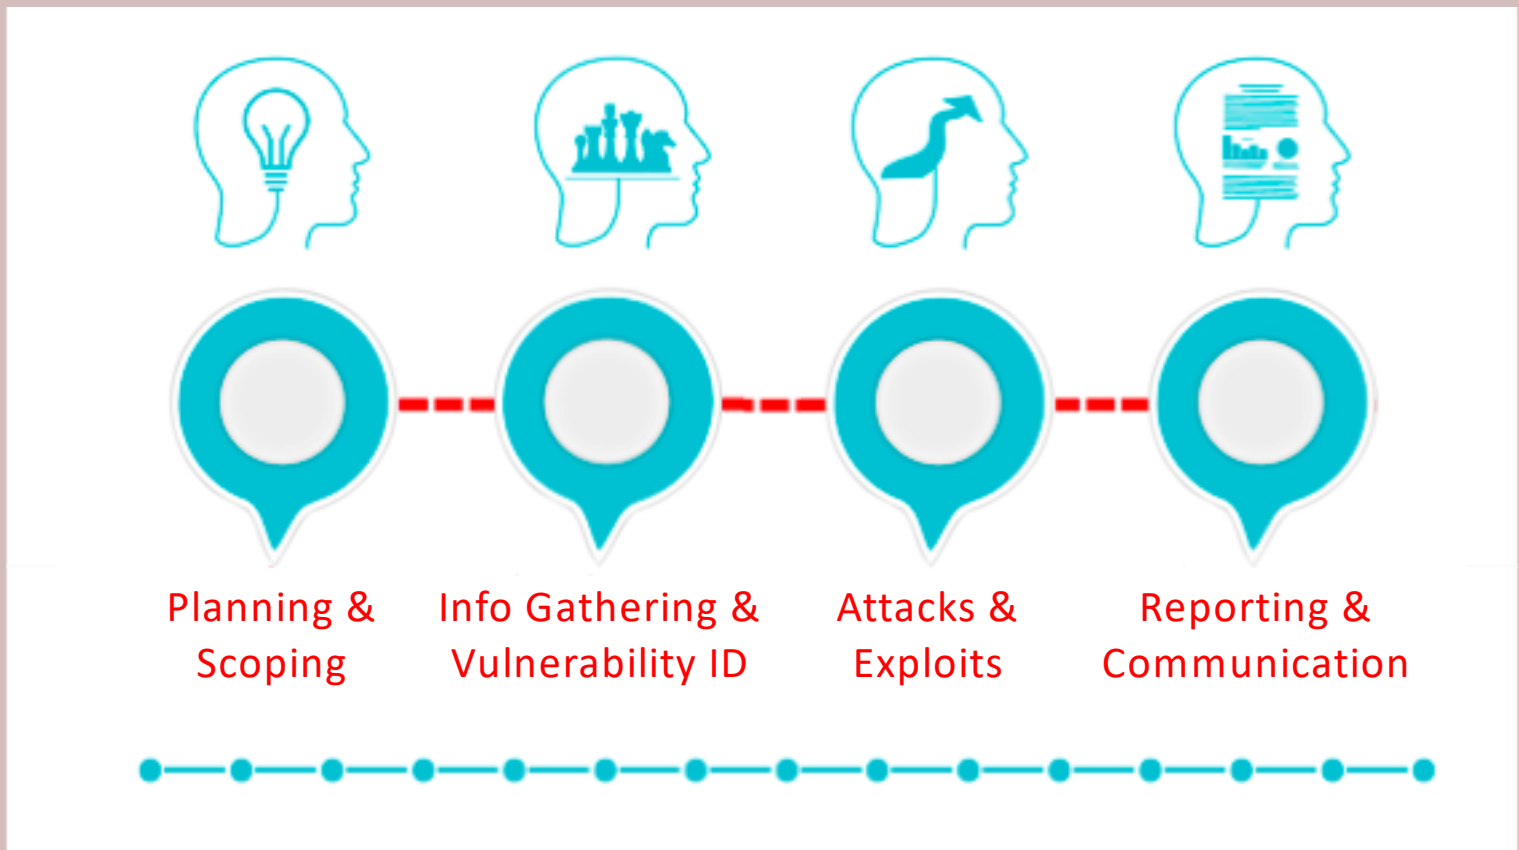 Planning &
Scoping
Info Gathering &
Vulnerability ID
Attacks &
Exploits
Reporting &
Communication